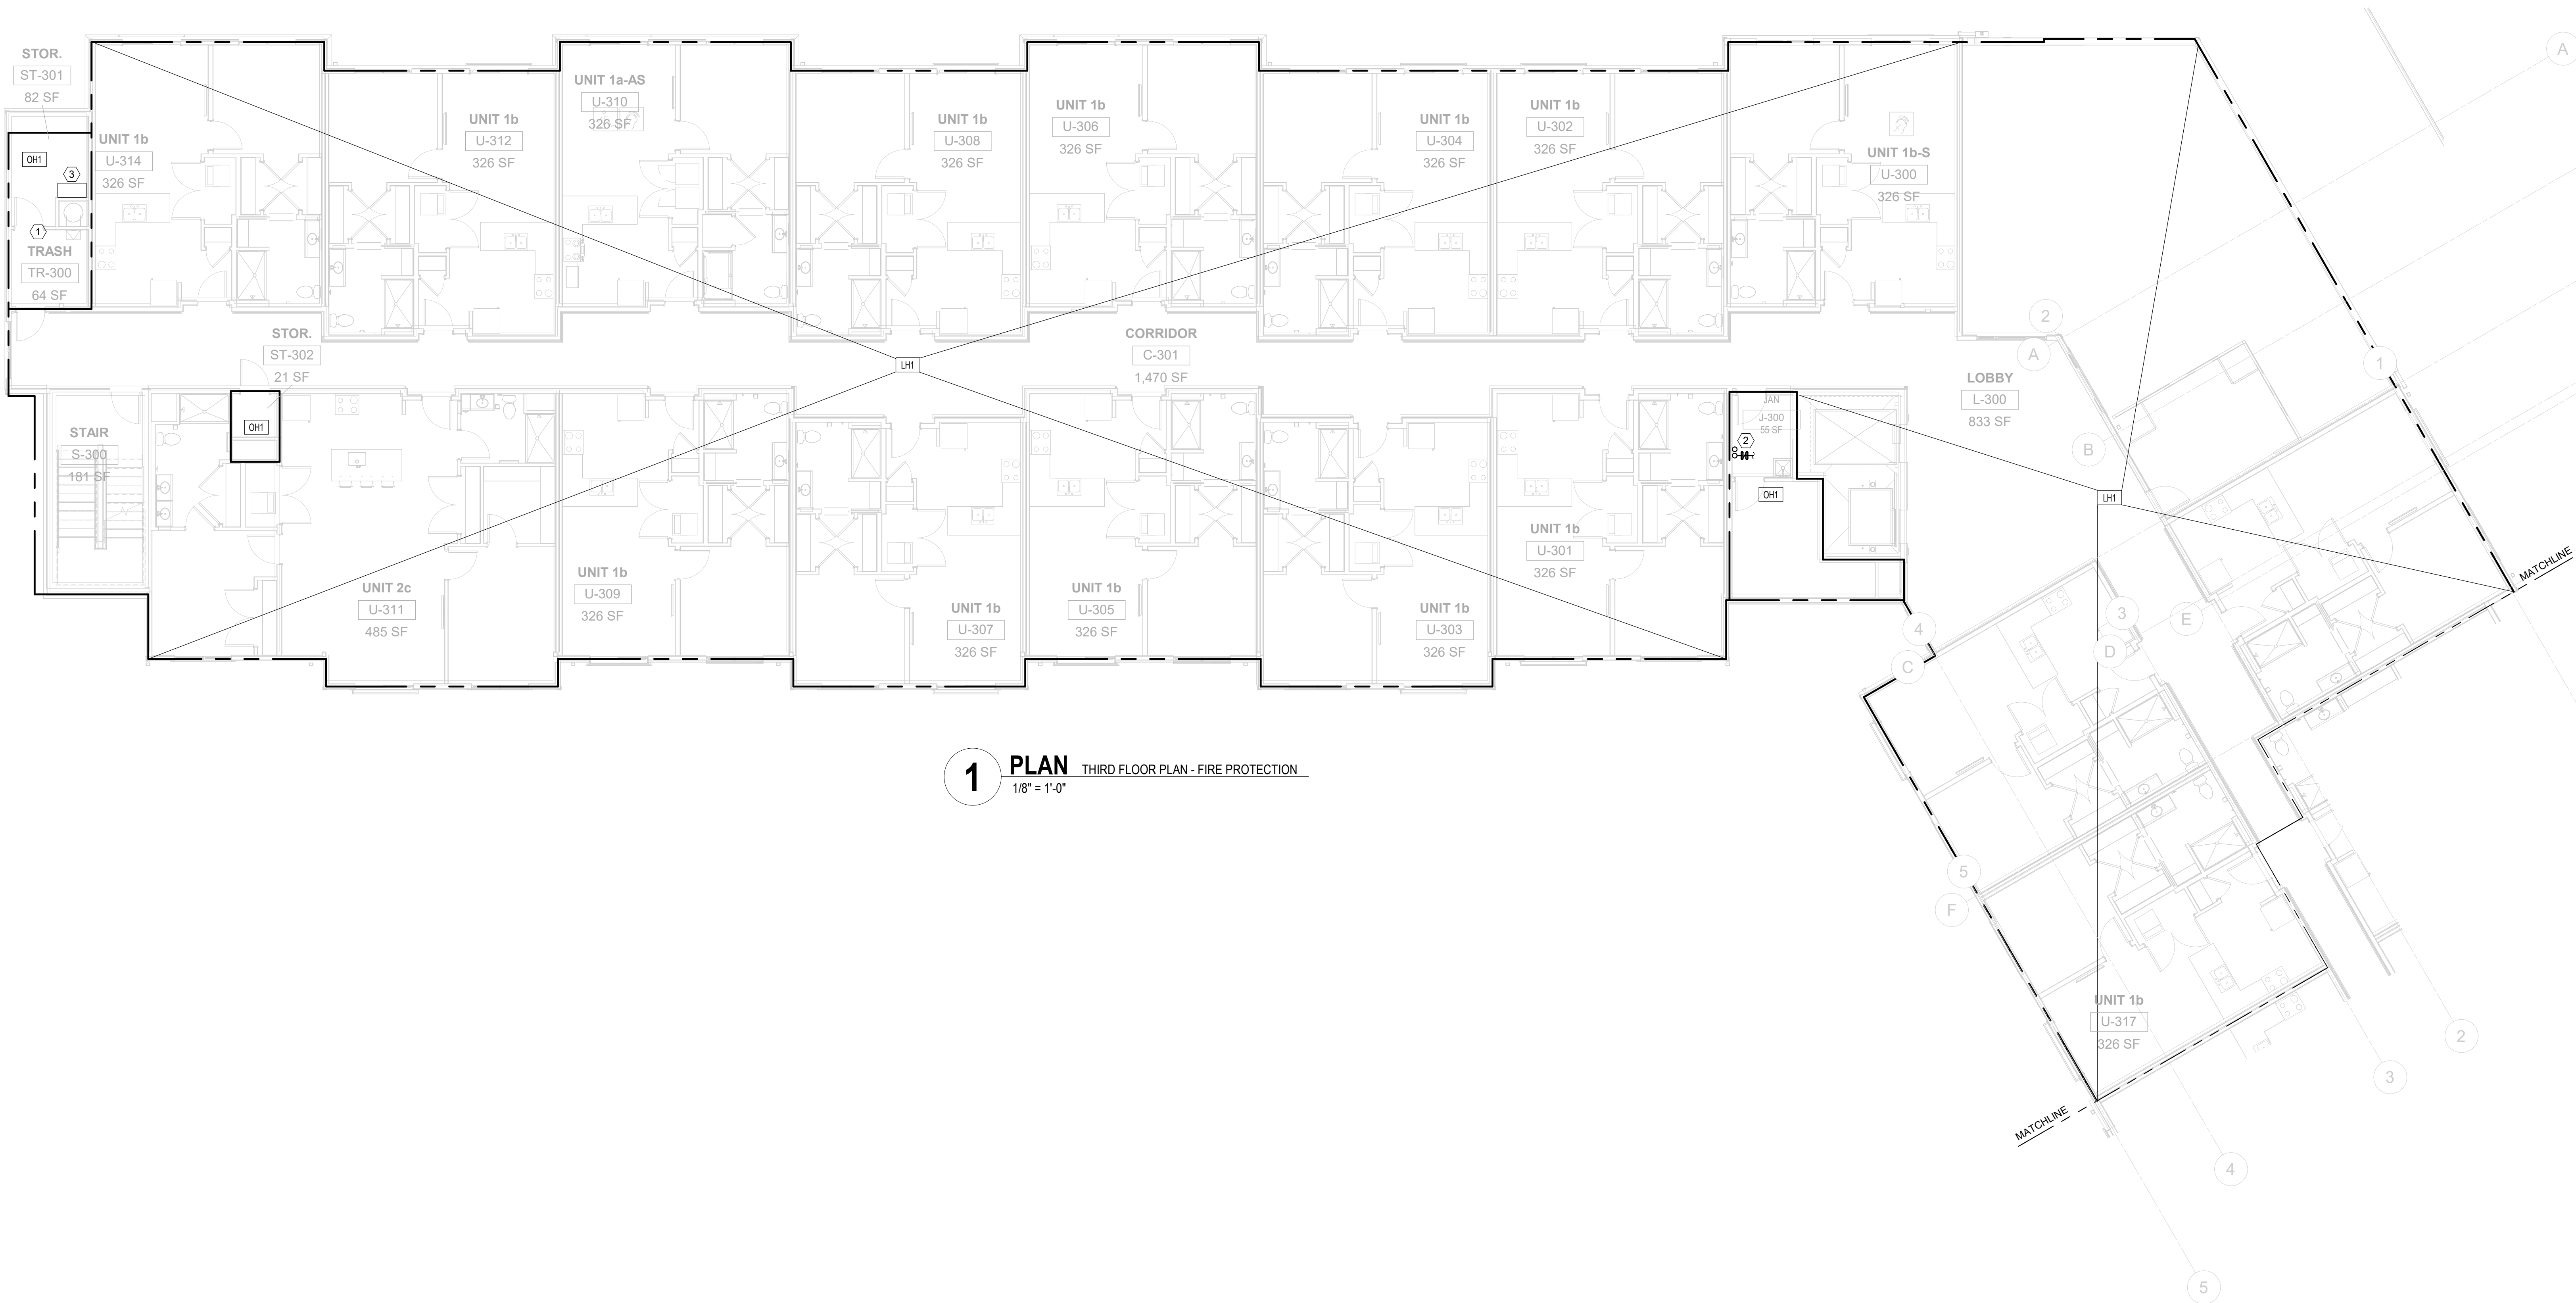 STOR.
ST-301
82 SF
OH1
3
1
TRASH
TR-300
64 SF
UNIT 1b
U-314
326 SF
UNIT 1b
U-312
326 SF
UNIT 1a-AS
U-310
326 SF
UNIT 1b
U-308
326 SF
UNIT 1b
U-306
326 SF
UNIT 1b
U-304
326 SF
UNIT 1b
U-302
326 SF
UNIT 1b-S
U-300
326 SF
A
STOR.
ST-302
21 SF
OH1
LH1
CORRIDOR
C-301
1,470 SF
LOBBY
L-300
833 SF
2
A
1
B
STAIR
S-300
181 SF
UNIT 2c
U-311
485 SF
UNIT 1b
U-309
326 SF
UNIT 1b
U-307
326 SF
UNIT 1b
U-305
326 SF
UNIT 1b
U-303
326 SF
UNIT 1b
U-301
326 SF
JAN
J-300
55 SF
2
OH1
LH1
MATCHLINE
4
C
3
D
E
5
F
UNIT 1b
U-317
326 SF
2
3
MATCHLINE
4
5
1
PLAN THIRD FLOOR PLAN - FIRE PROTECTION
1/8" = 1'-0"